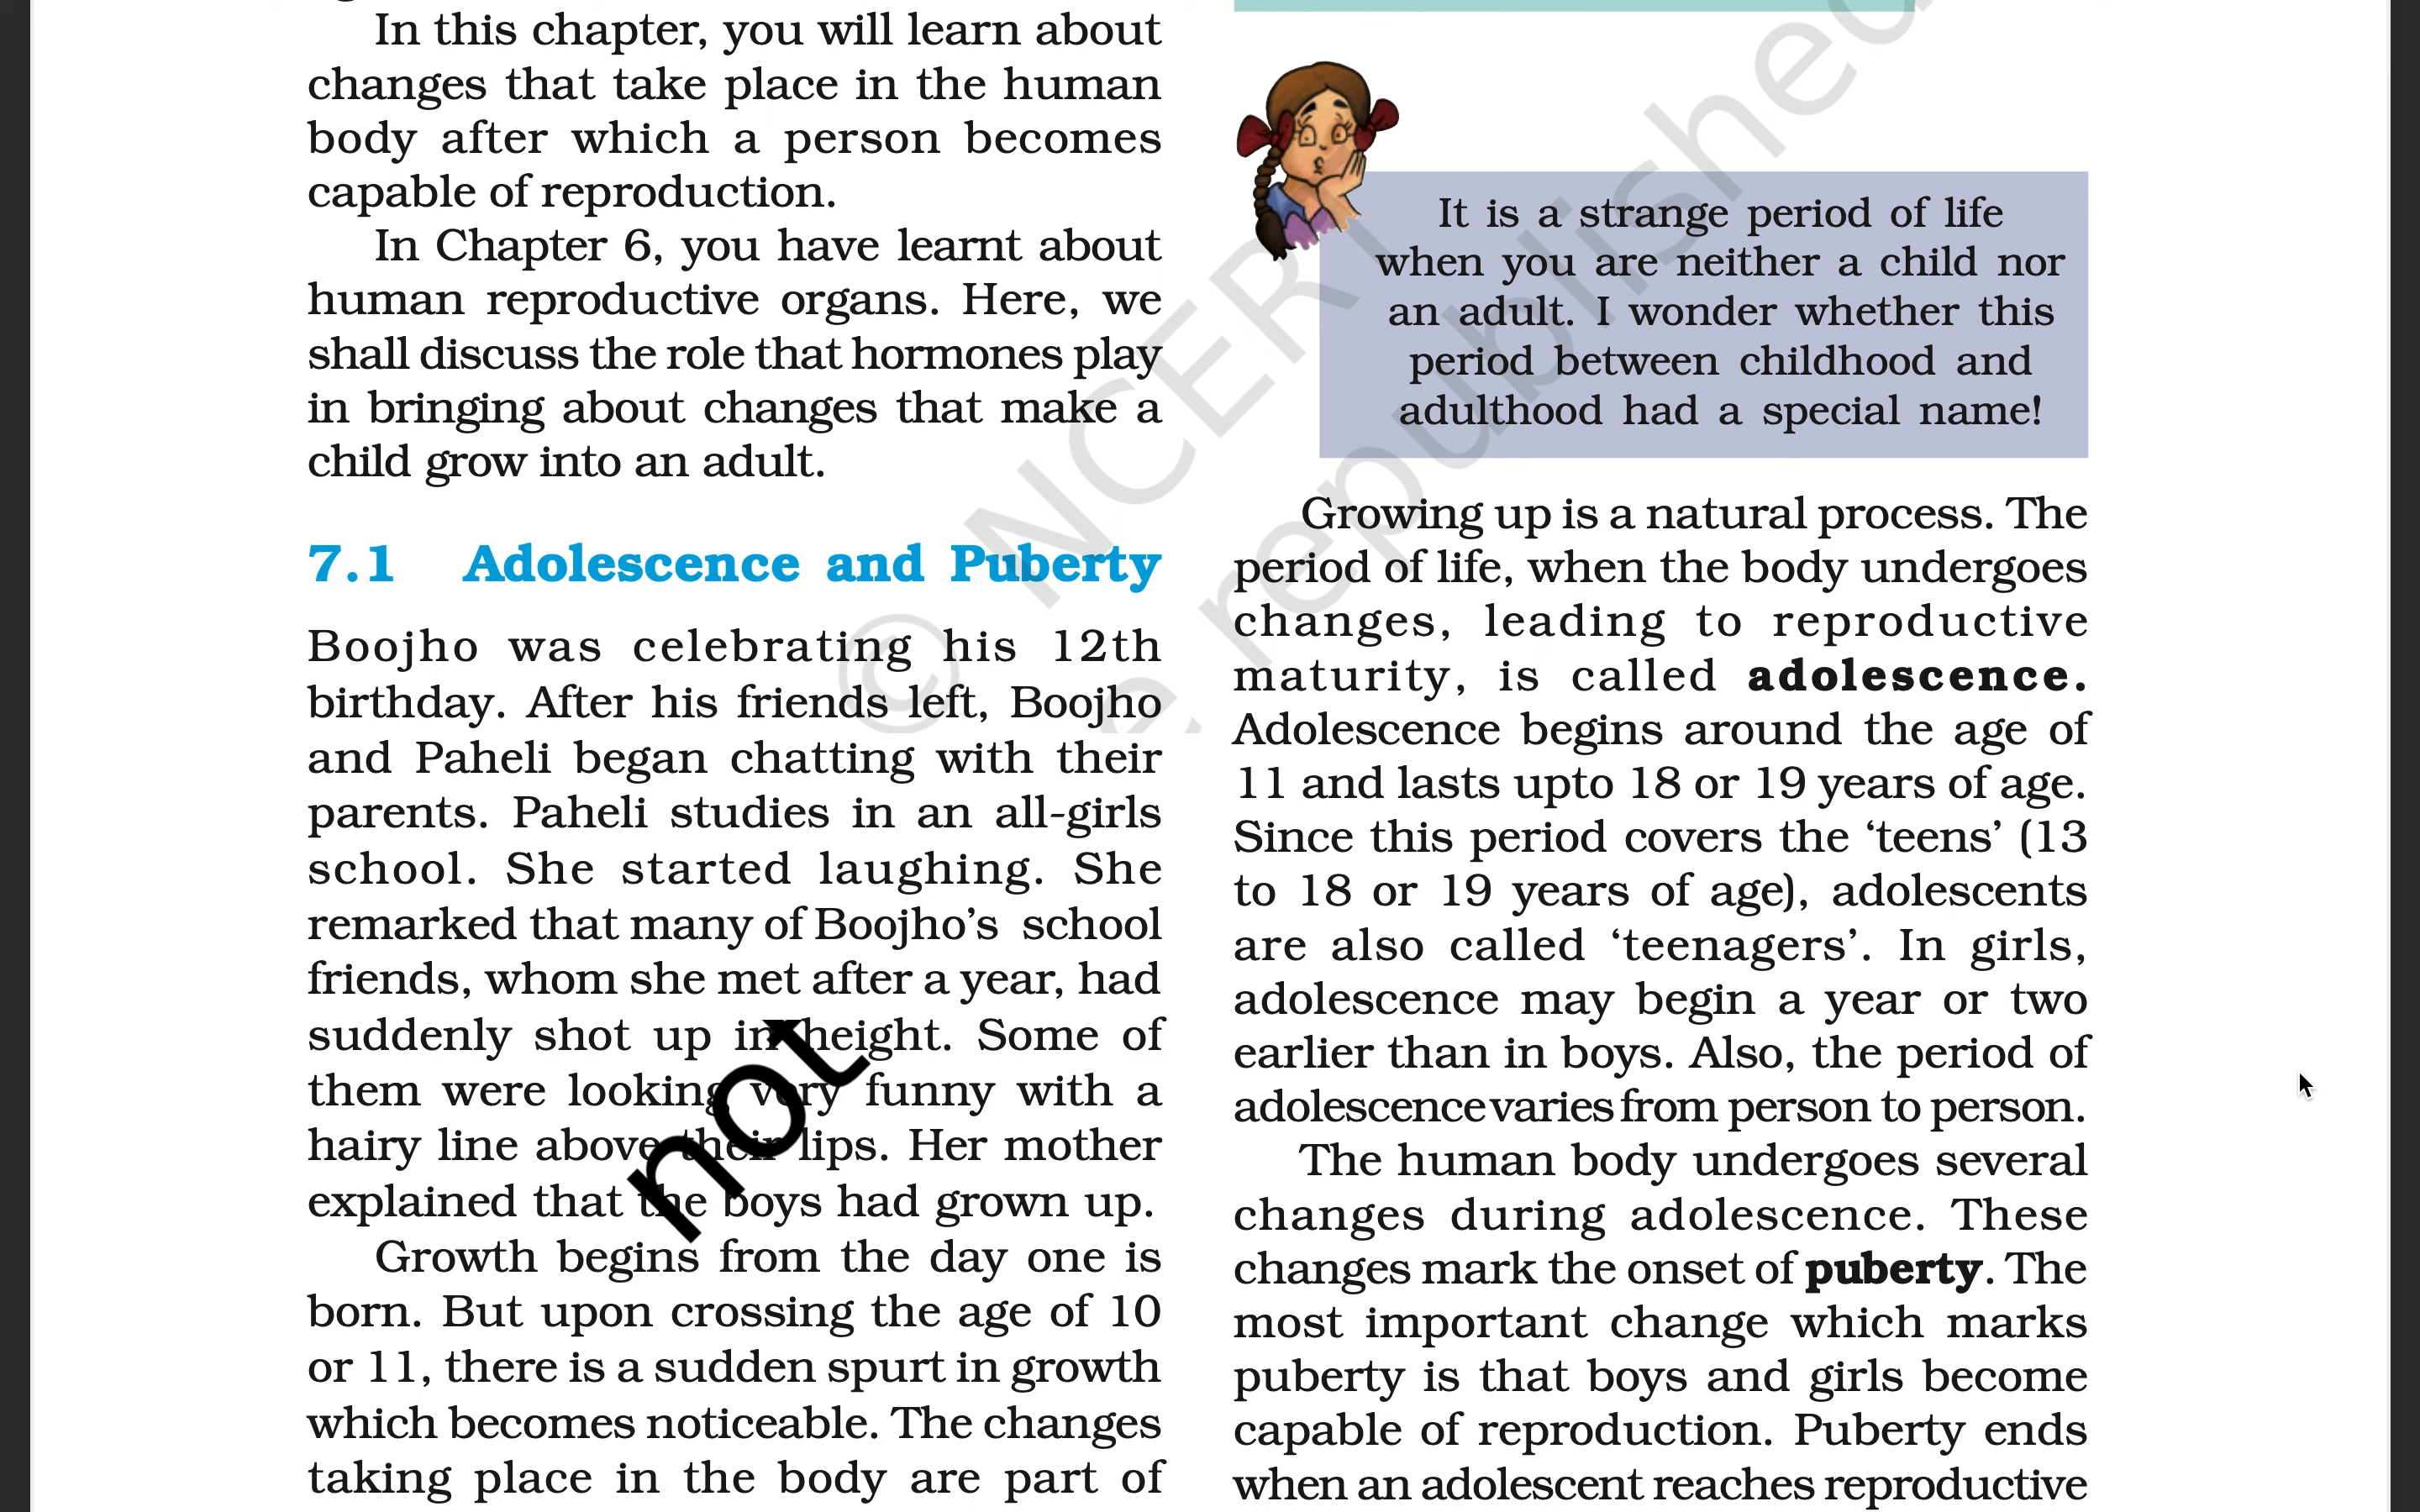 In this chapter, you will learn about
changes that take place in the human
body after which a person becomes
capable of reproduction.
In Chapter 6, you have learnt about
human reproductive organs. Here, we
shall discuss the role that hormones play
in bringing about changes that make a
child grow into an adult.
7.1 Adolescence and Puberty
Boojho was celebrating his 12th
birthday. After his friends left, Boojho
and Paheli began chatting with their
parents. Paheli studies in an all-girls
school. She started laughing. She
remarked that many of Boojho’s school
friends, whom she met after a year, had
suddenly shot up in height. Some of
them were looking very funny with a
hairy line above their lips. Her mother
explained that the boys had grown up.
Growth begins from the day one is
born. But upon crossing the age of 10
or 11, there is a sudden spurt in growth
which becomes noticeable. The changes
taking place in the body are part of
It is a strange period of life
when you are neither a child nor
an adult. I wonder whether this
period between childhood and
adulthood had a special name!
Growing up is a natural process. The
period of life, when the body undergoes
changes, leading to reproductive
maturity, is called adolescence.
Adolescence begins around the age of
11 and lasts upto 18 or 19 years of age.
Since this period covers the ‘teens’ (13
to 18 or 19 years of age), adolescents
are also called ‘teenagers’. In girls,
adolescence may begin a year or two
earlier than in boys. Also, the period of
adolescence varies from person to person.
The human body undergoes several
changes during adolescence. These
changes mark the onset of puberty. The
most important change which marks
puberty is that boys and girls become
capable of reproduction. Puberty ends
when an adolescent reaches reproductive
© NCERT
not
republished